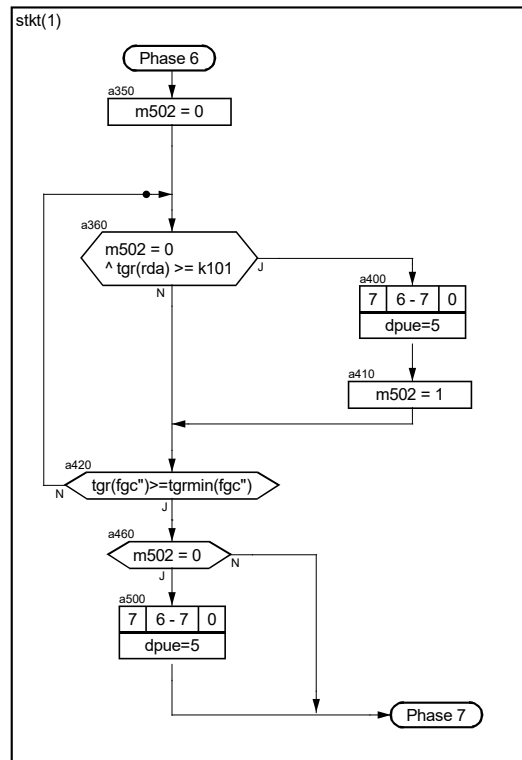 stkt(1)
Phase 6
a350
m502 = 0
a360
m502 = 0
^ tgr(rda) >= k101
J
N
a400
7 6 - 7 0
dpue=5
a410
m502 = 1
a420
tgr(fgc")>=tgrmin(fgc")
N
J
a460
m502 = 0
N
J
a500
7 6 - 7 0
dpue=5
Phase 7